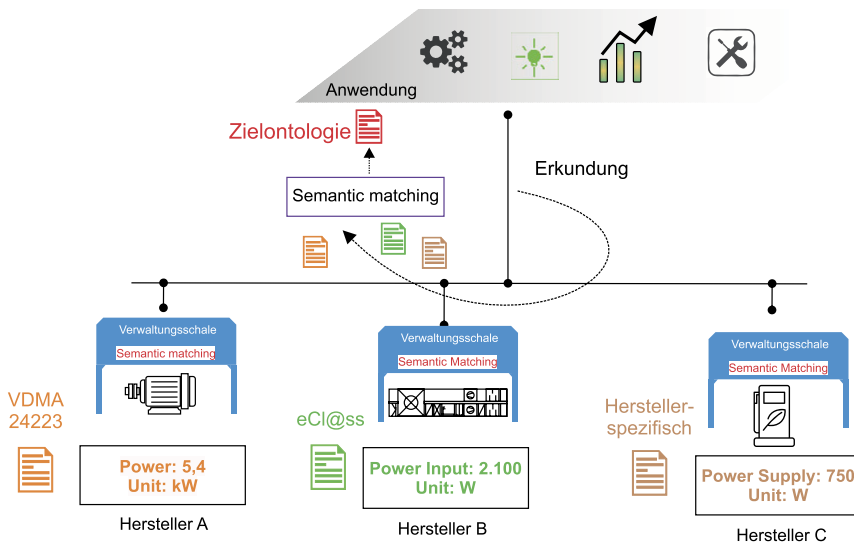 Anwendung
Zielontologie
Erkundung
Semantic matching
Verwaltungsschale
Semantic matching
Verwaltungsschale
Semantic Matching
Verwaltungsschale
Semantic Matching
VDMA
24223
eCl@ss
Hersteller-
spezifisch
Power: 5,4
Unit: kW
Power Input: 2.100
Unit: W
Power Supply: 750
Unit: W
Hersteller A
Hersteller B
Hersteller C